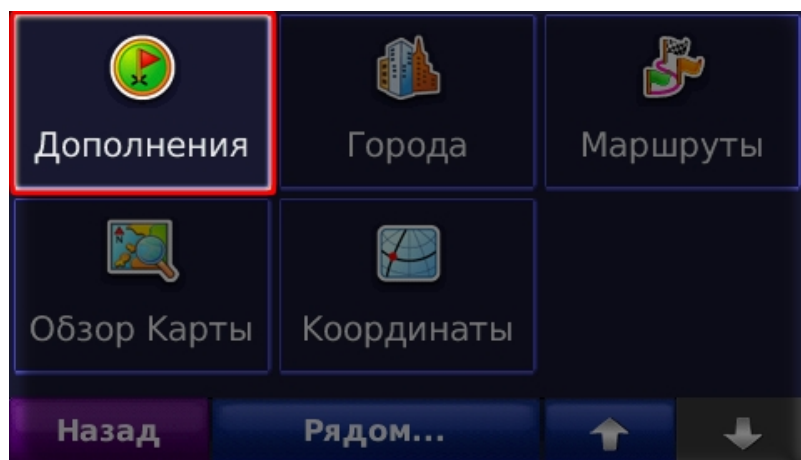 Дополнения
Города
Маршруты
N
Обзор Карты
Координаты
Назад
Рядом...